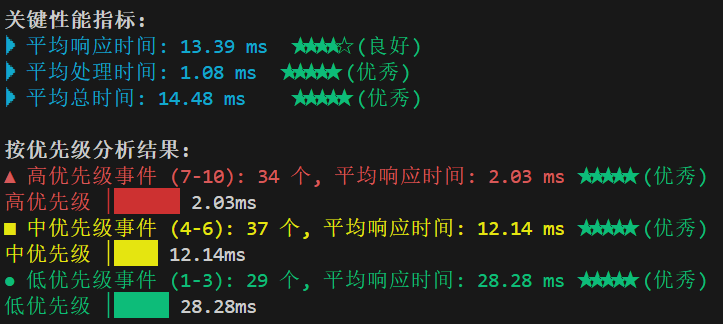 关键性能指标:
平均响应时间: 13.39 ms ★★★★☆(良好)
平均处理时间: 1.08 ms ★★★★★(优秀)
平均总时间: 14.48 ms ★★★★★(优秀)
按优先级分析结果:
▲ 高优先级事件 (7-10): 34 个, 平均响应时间: 2.03 ms ★★★★★(优秀)
高优先级 | 2.03ms
■ 中优先级事件 (4-6): 37 个, 平均响应时间: 12.14 ms ★★★★★(优秀)
中优先级 | 12.14ms
● 低优先级事件 (1-3): 29 个, 平均响应时间: 28.28 ms ★★★★★(优秀)
低优先级 | 28.28ms